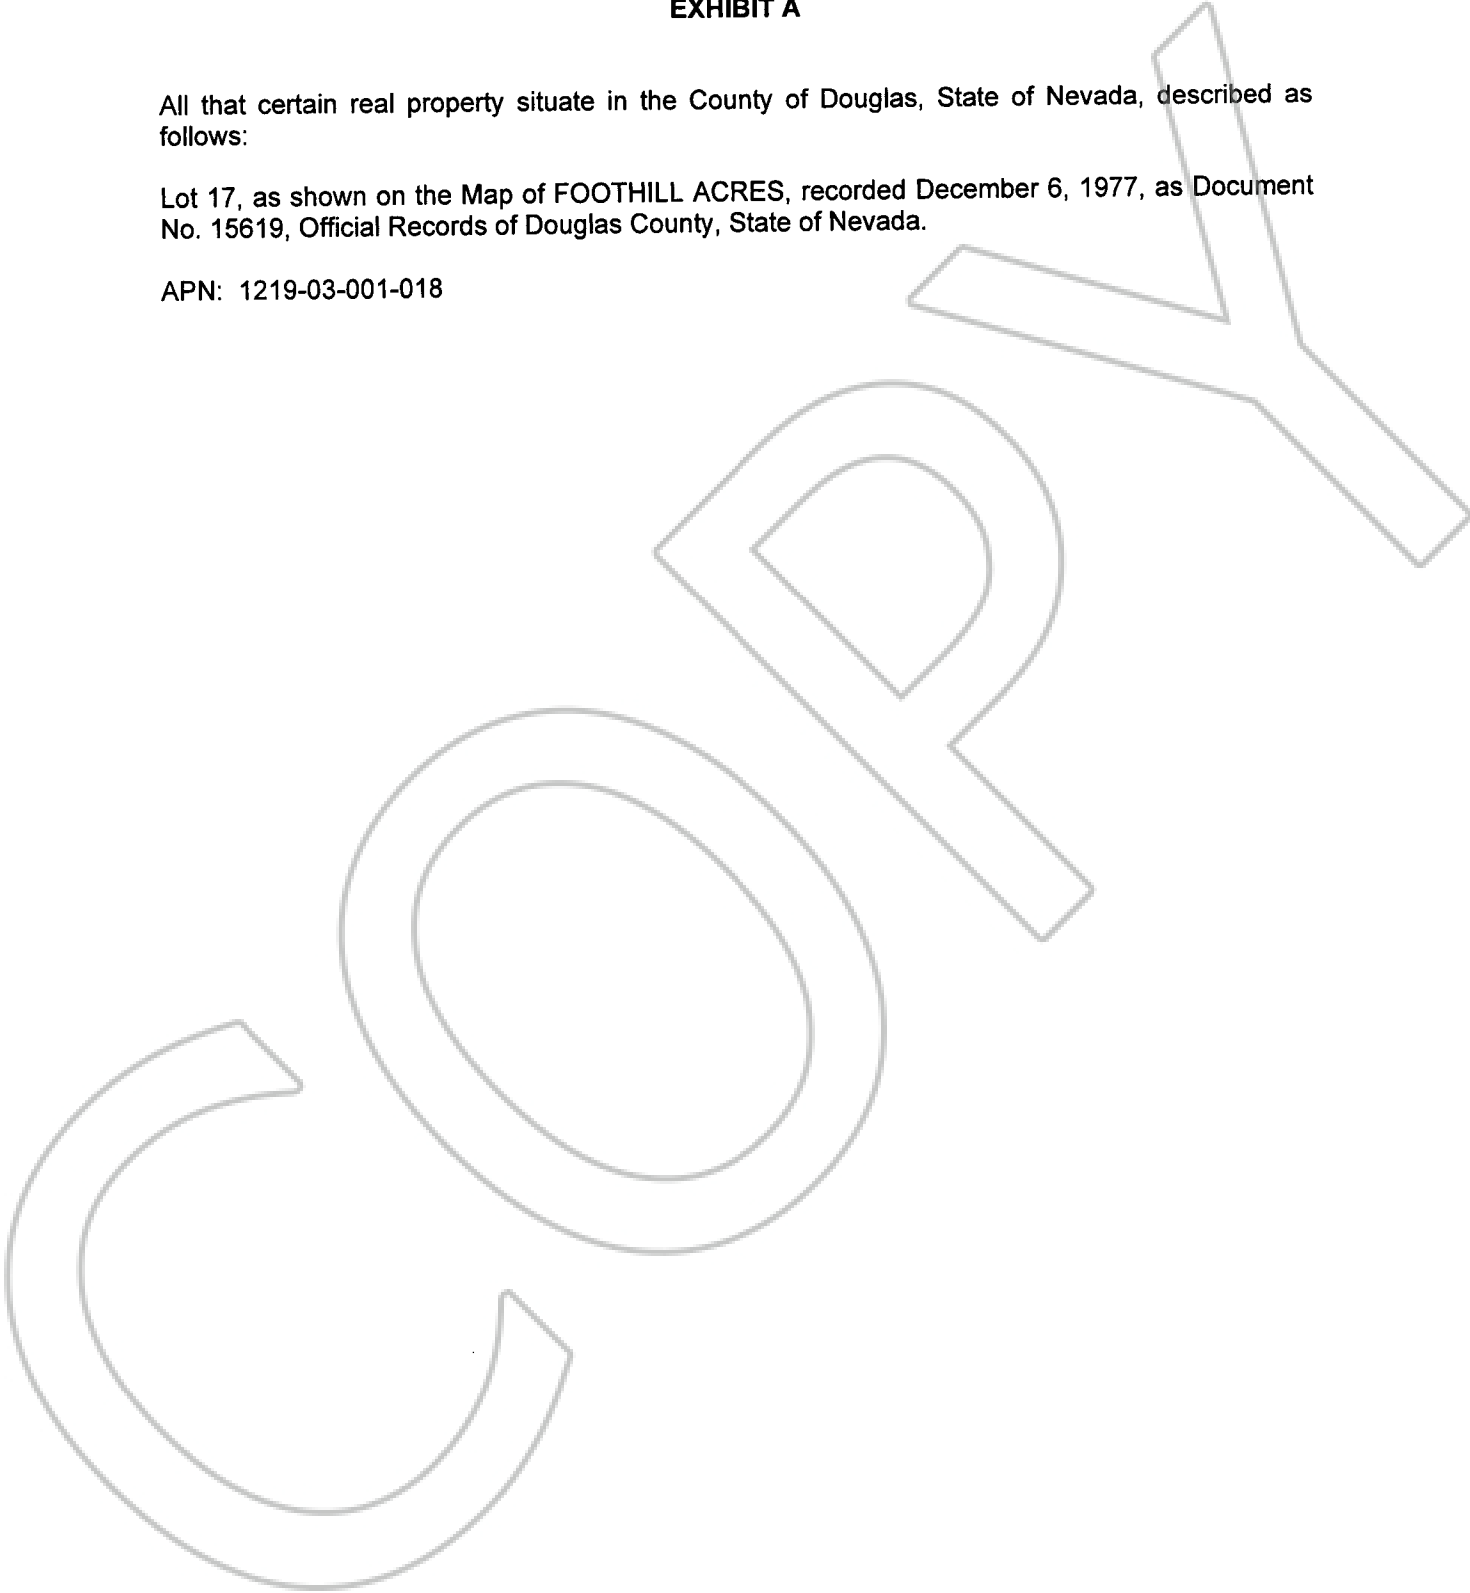 EXHIBIT A
All that certain real property situate in the County of Douglas, State of Nevada, described as
follows:
Lot 17, as shown on the Map of FOOTHILL ACRES, recorded December 6, 1977, as Document
No. 15619, Official Records of Douglas County, State of Nevada.
APN: 1219-03-001-018
COPY